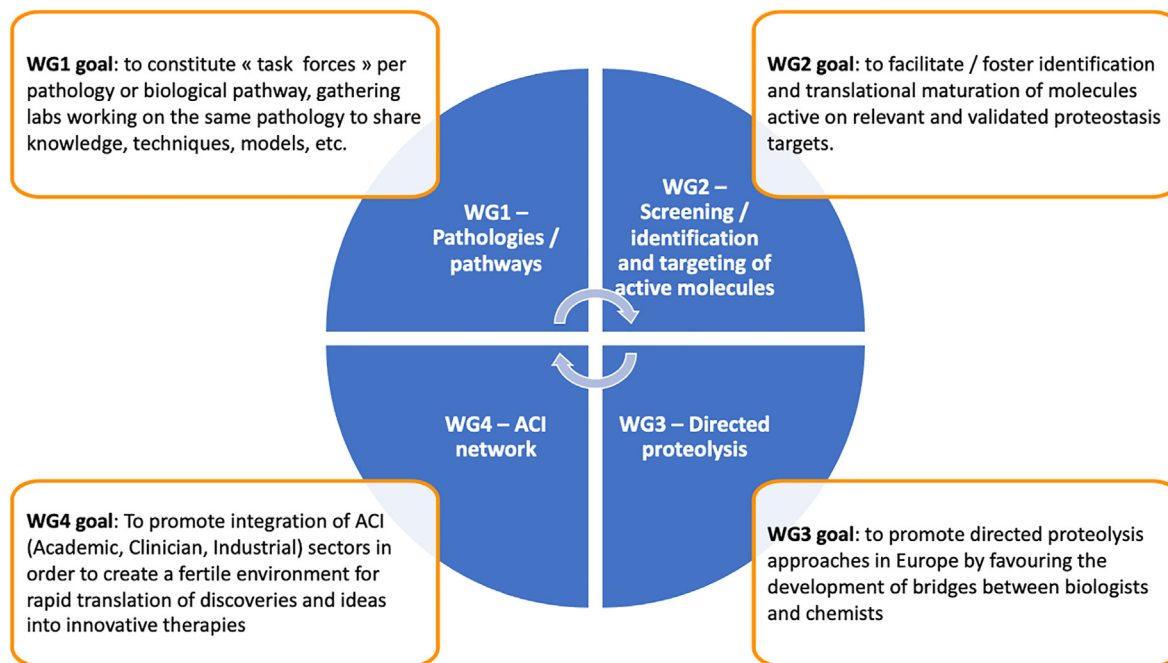 WG1 goal: to constitute « task forces » per
pathology or biological pathway, gathering
labs working on the same pathology to share
knowledge, techniques, models, etc.
WG2 goal: to facilitate / foster identification
and translational maturation of molecules
active on relevant and validated proteostasis
targets.
WG1 –
Pathologies /
pathways
WG2 –
Screening /
identification
and targeting of
active molecules
WG4 – ACI
network
WG3 – Directed
proteolysis
WG4 goal: To promote integration of ACI
(Academic, Clinician, Industrial) sectors in
order to create a fertile environment for
rapid translation of discoveries and ideas
into innovative therapies
WG3 goal: to promote directed proteolysis
approaches in Europe by favouring the
development of bridges between biologists
and chemists